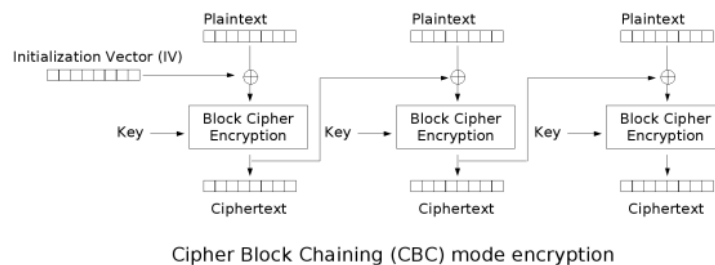 Plaintext
Plaintext
Plaintext
Initialization Vector (IV)
Key
Block Cipher
Encryption
Key
Block Cipher
Encryption
Key
Block Cipher
Encryption
Ciphertext
Ciphertext
Ciphertext
Cipher Block Chaining (CBC) mode encryption